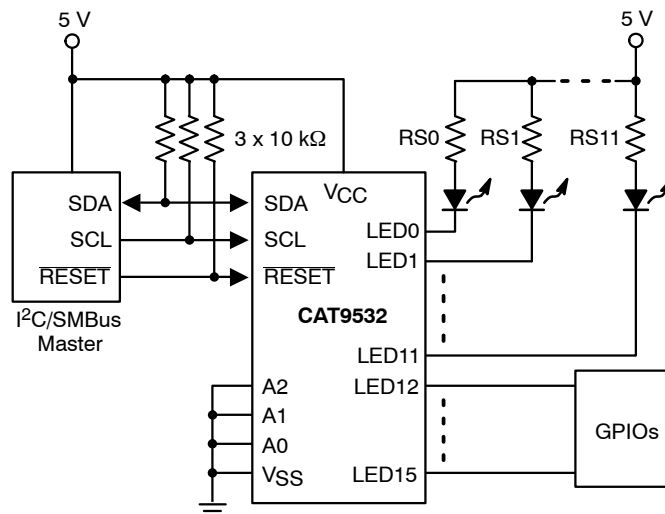 5 V
5 V
3 x 10 kΩ
RS0
RS1
RS11
VCC
SDA
SDA
LED0
SCL
SCL
LED1
RESET
RESET
CAT9532
I²C/SMBus
Master
LED11
A2
LED12
A1
A0
GPIOs
VSS
LED15